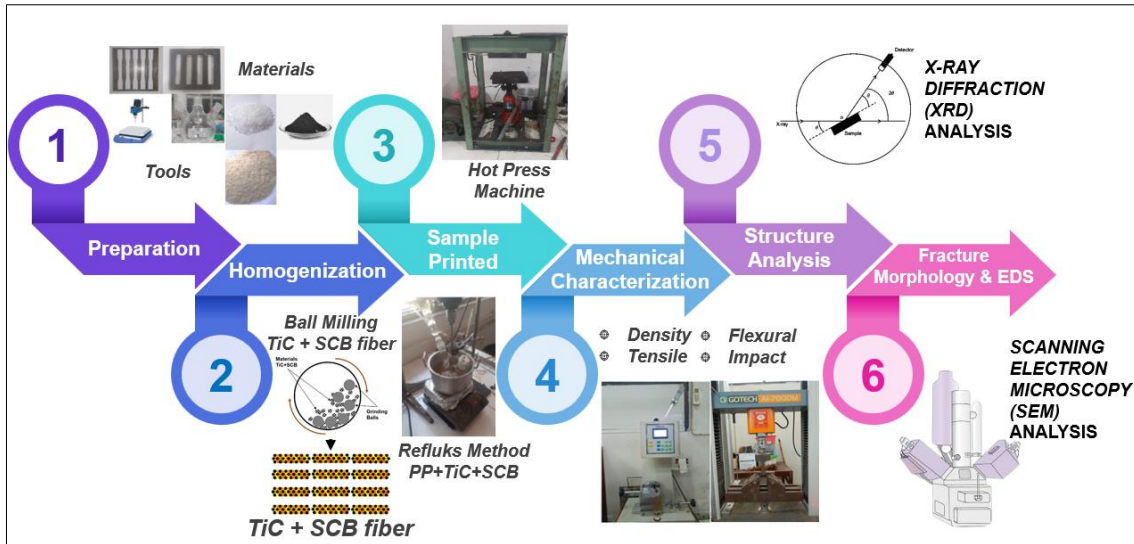 1
Materials
Tools
Preparation
2
Homogenization
Ball Milling
TiC + SCB fiber
Materials
TiC+SCB
Grinding
Balls
TiC + SCB fiber
Refluks Method
PP+TiC+SCB
3
Hot Press
Machine
Sample
Printed
4
Mechanical
Characterization
Density
Flexural
Tensile
Impact
GOTECH AI-7000M
5
Structure
Analysis
Detector
X-ray
Sample
θ
2θ
X-RAY
DIFFRACTION
(XRD)
ANALYSIS
6
Fracture
Morphology & EDS
SCANNING
ELECTRON
MICROSCOPY
(SEM)
ANALYSIS